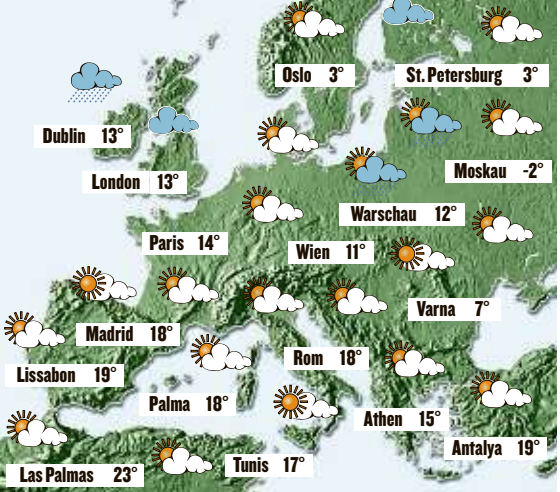 Oslo 3°
St. Petersburg 3°
Dublin 13°
London 13°
Moskau -2°
Warschau 12°
Paris 14°
Wien 11°
Varna 7°
Madrid 18°
Rom 18°
Lissabon 19°
Palma 18°
Athen 15°
Antalya 19°
Las Palmas 23°
Tunis 17°